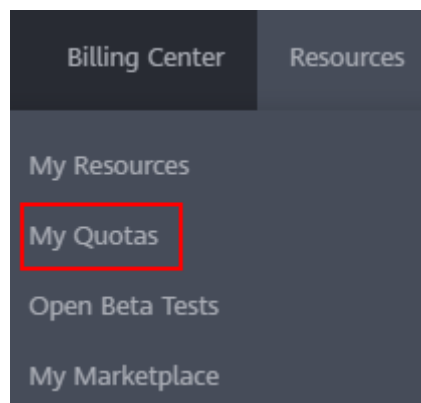 Billing Center Resources
My Resources
My Quotas
Open Beta Tests
My Marketplace